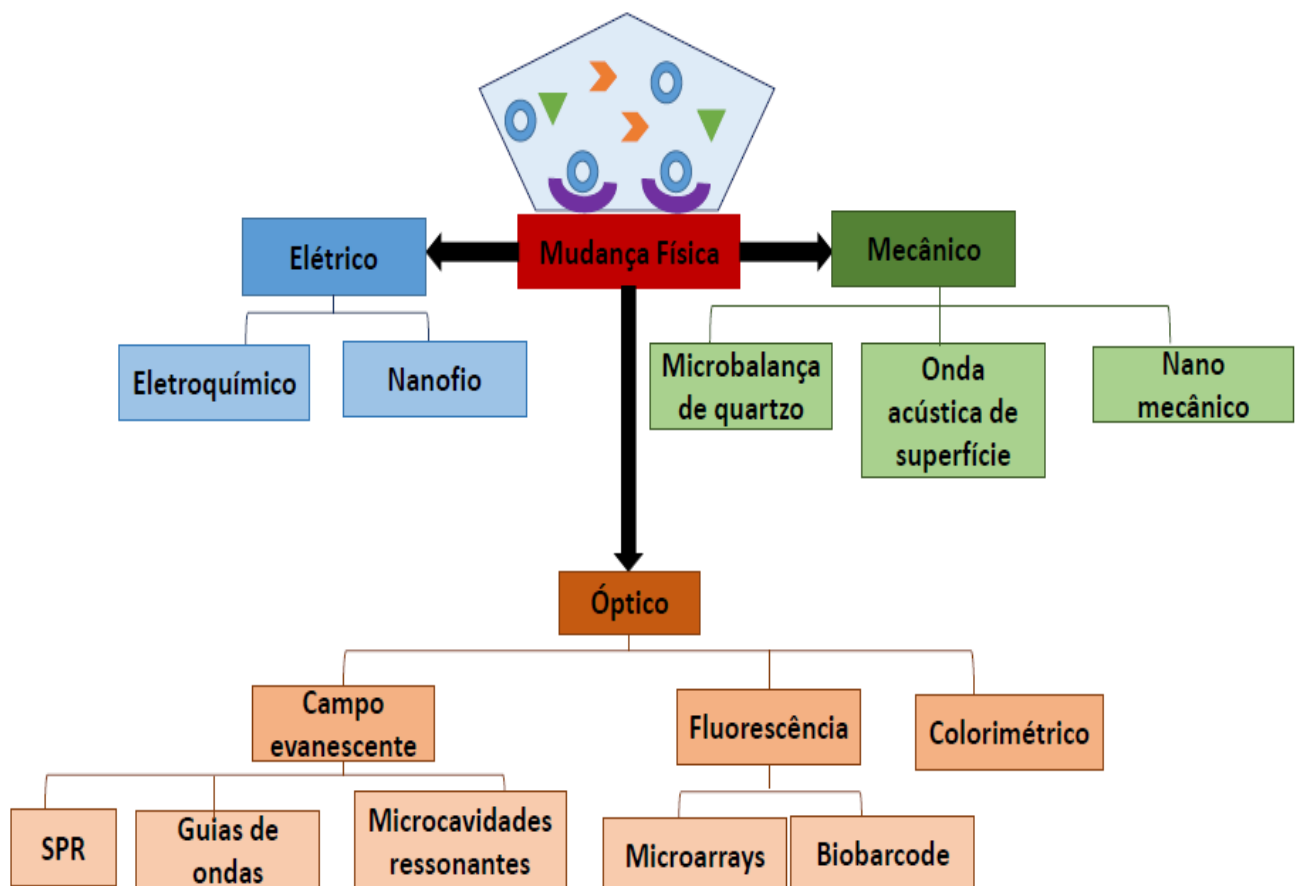 Elétrico
Mudança Física
Mecânico
Eletroquímico
Nanofio
Microbalança
de quartzo
Onda
acústica de
superfície
Nano
mecânico
Óptico
Campo
evanescente
Fluorescência
Colorimétrico
SPR
Guias de
ondas
Microcavidades
ressonantes
Microarrays
Biobarcode